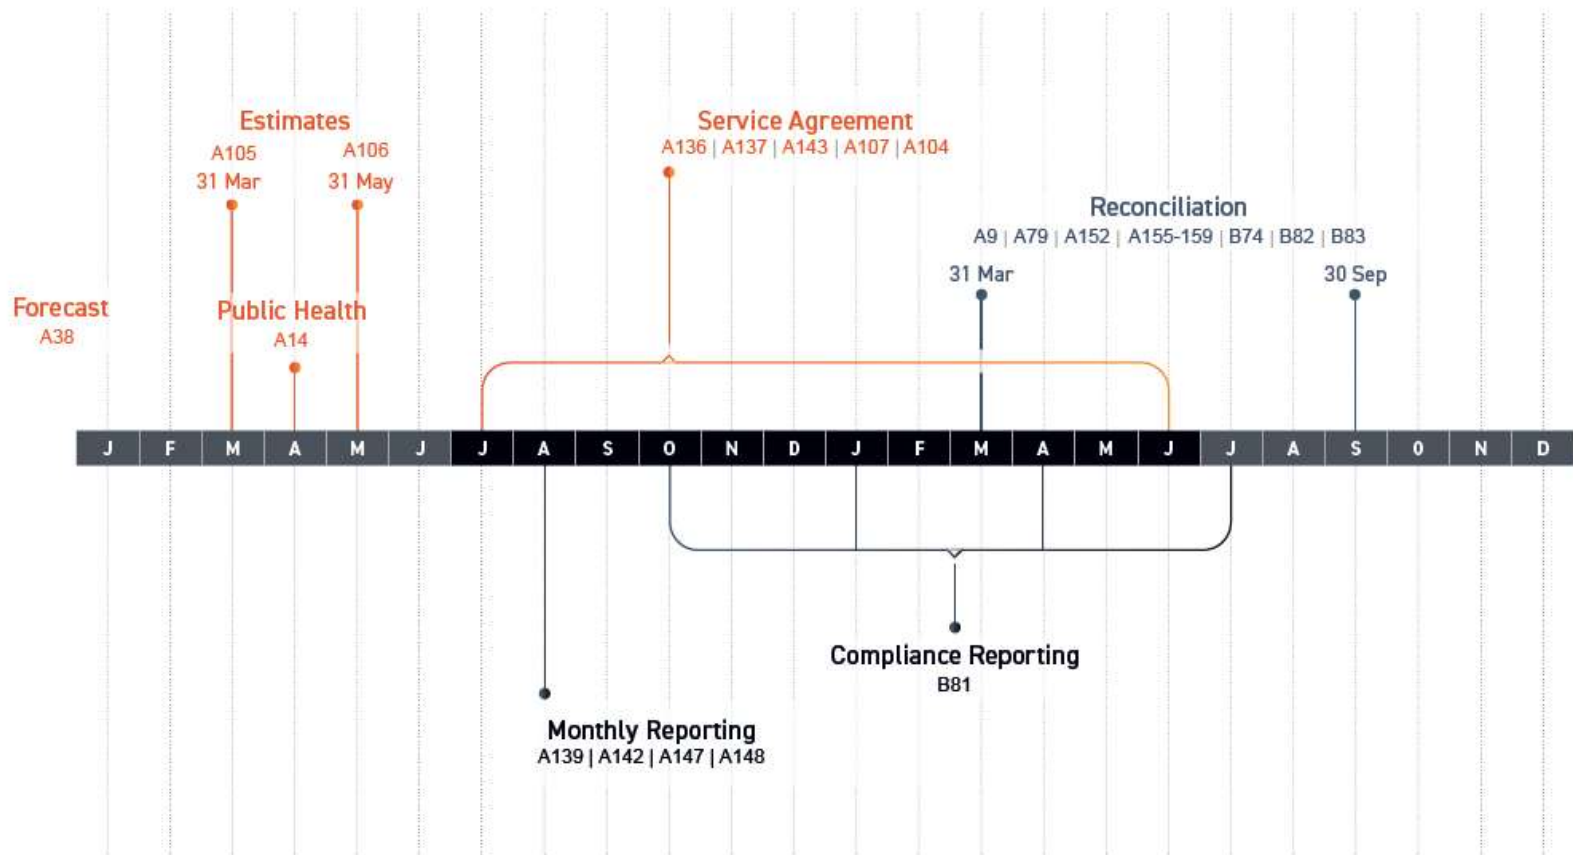 Estimates
A105
31 Mar
A106
31 May
Service Agreement
A136 | A137 | A143 | A107 | A104
Reconciliation
A9 | A79 | A152 | A155-159 | B74 | B82 | B83
31 Mar
30 Sep
Forecast
A38
Public Health
A14
J F M A M J J A S O N D J F M A M J J A S O N D
Compliance Reporting
B81
Monthly Reporting
A139 | A142 | A147 | A148